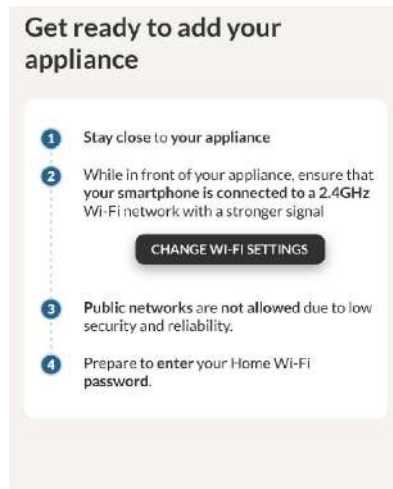 Get ready to add your
appliance
1 Stay close to your appliance
2 While in front of your appliance, ensure that
your smartphone is connected to a 2.4GHz
Wi-Fi network with a stronger signal
CHANGE WI-FI SETTINGS
3 Public networks are not allowed due to low
security and reliability.
4 Prepare to enter your Home Wi-Fi
password.